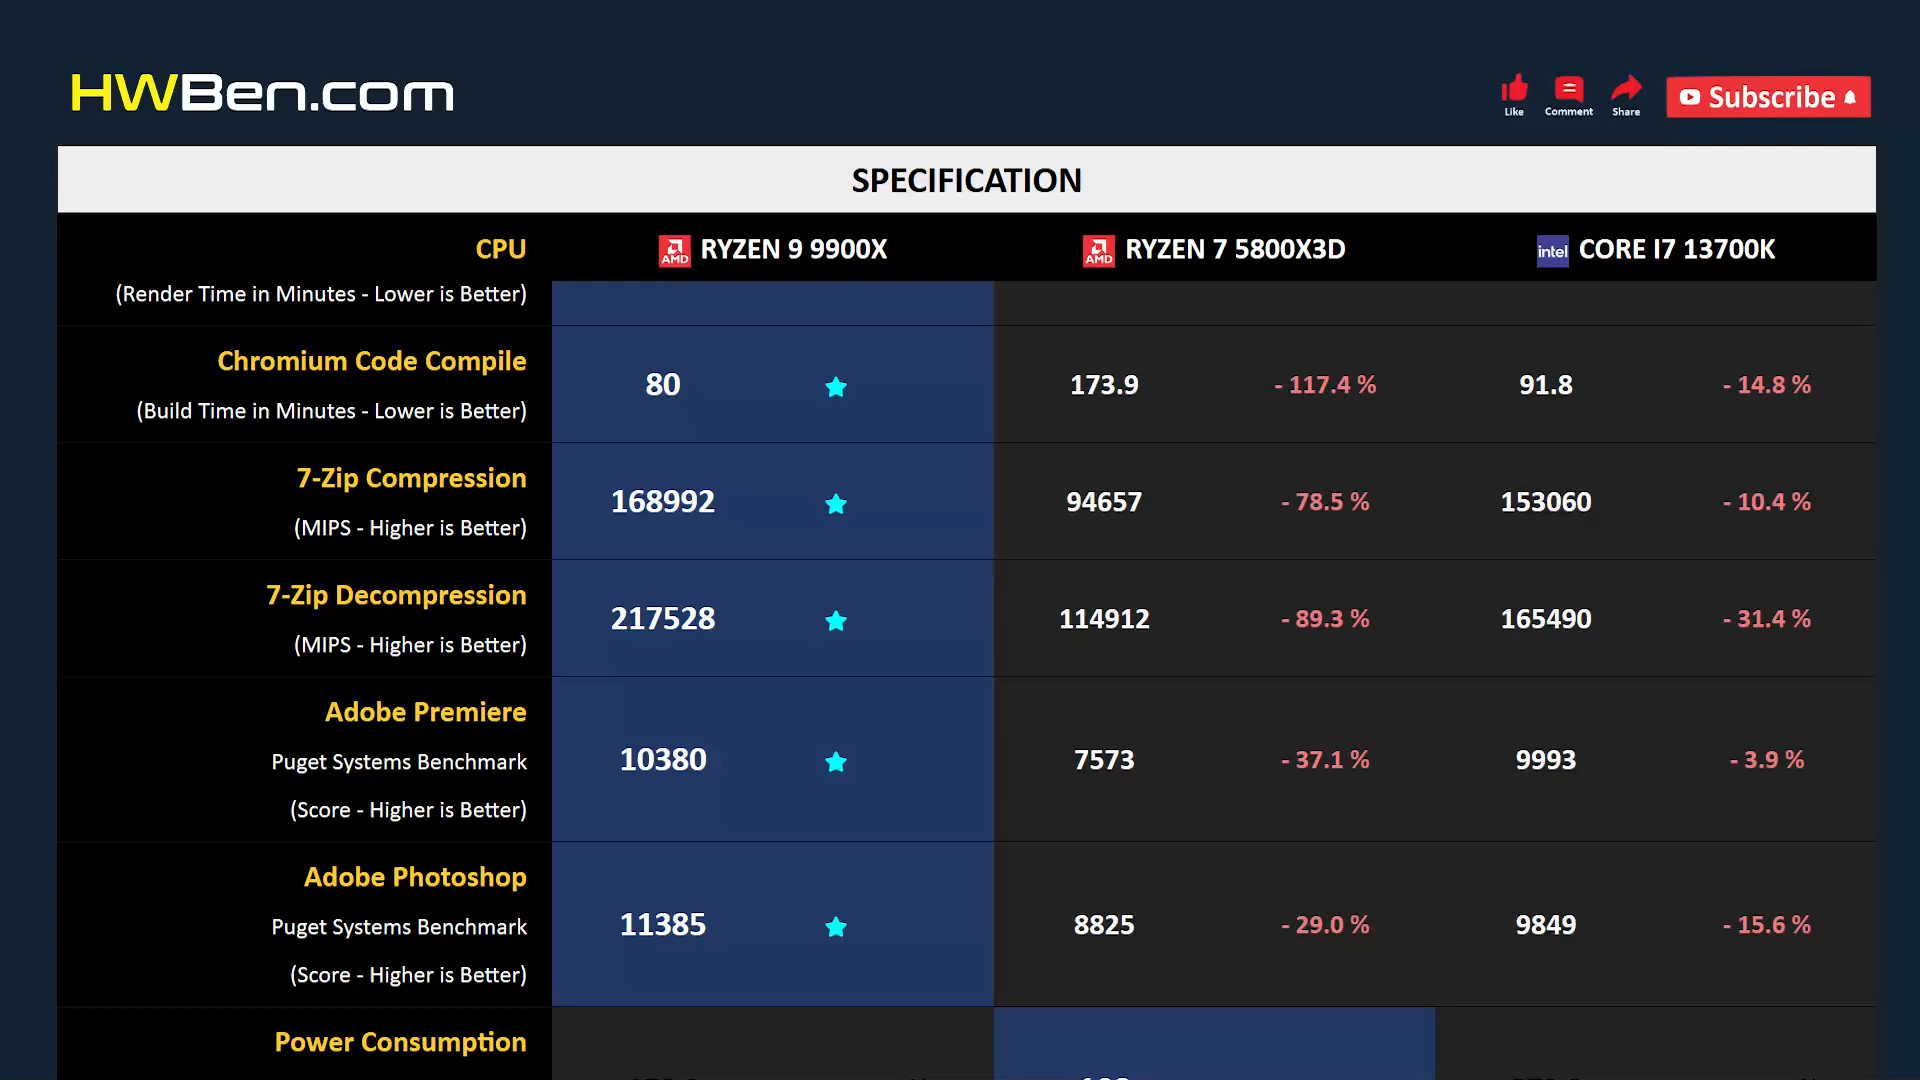 HWBen.com
Like
Comment
Share
Subscribe
SPECIFICATION
CPU
AMD RYZEN 9 9900X
AMD RYZEN 7 5800X3D
intel CORE I7 13700K
(Render Time in Minutes - Lower is Better)
Chromium Code Compile
(Build Time in Minutes - Lower is Better)
80
173.9
- 117.4 %
91.8
- 14.8 %
7-Zip Compression
(MIPS - Higher is Better)
168992
94657
- 78.5 %
153060
- 10.4 %
7-Zip Decompression
(MIPS - Higher is Better)
217528
114912
- 89.3 %
165490
- 31.4 %
Adobe Premiere
Puget Systems Benchmark
(Score - Higher is Better)
10380
7573
- 37.1 %
9993
- 3.9 %
Adobe Photoshop
Puget Systems Benchmark
(Score - Higher is Better)
11385
8825
- 29.0 %
9849
- 15.6 %
Power Consumption